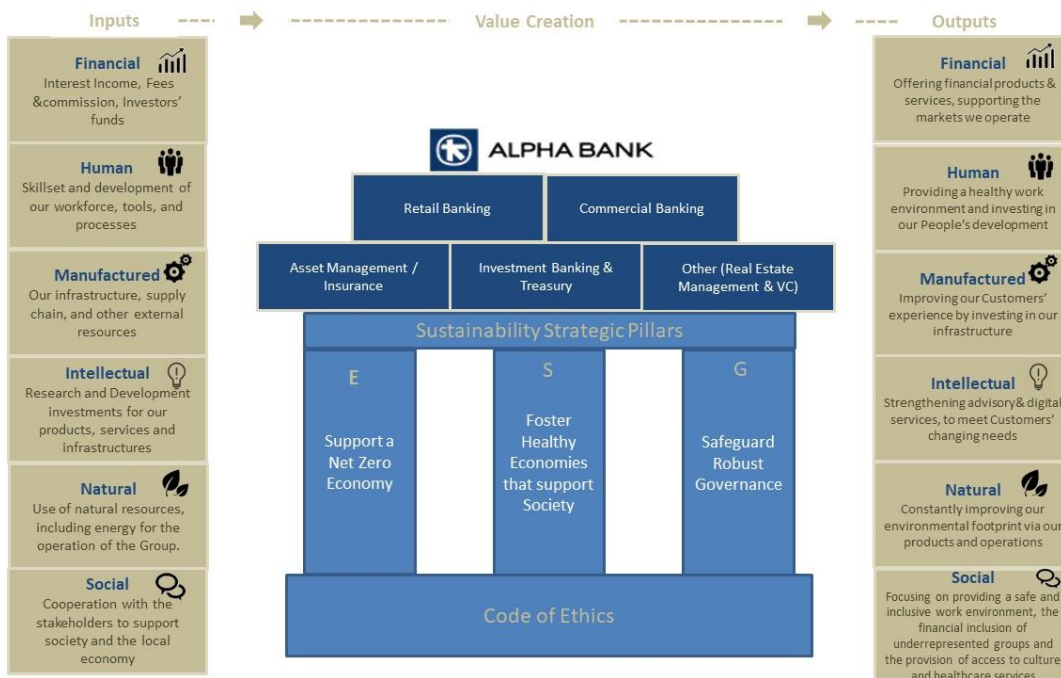 Inputs
Value Creation
Outputs
Financial
Interest Income, Fees
&commission, Investors’
funds
Human
Skillset and development of
our workforce, tools, and
processes
Manufactured
Our infrastructure, supply
chain, and other external
resources
Intellectual
Research and Development
investments for our
products, services and
infrastructures
Natural
Use of natural resources,
including energy for the
operation of the Group.
Social
Cooperation with the
stakeholders to support
society and the local
economy
ALPHA BANK
Retail Banking
Commercial Banking
Asset Management /
Insurance
Investment Banking &
Treasury
Other (Real Estate
Management & VC)
Sustainability Strategic Pillars
E
Support a
Net Zero
Economy
S
Foster
Healthy
Economies
that support
Society
G
Safeguard
Robust
Governance
Code of Ethics
Financial
Offering financial products &
services, supporting the
markets we operate
Human
Providing a healthy work
environment and investing in
our People’s development
Manufactured
Improving our Customers’
experience by investing in our
infrastructure
Intellectual
Strengthening advisory& digital
services, to meet Customers’
changing needs
Natural
Constantly improving our
environmental footprint via our
products and operations
Social
Focusing on providing a safe and
inclusive work environment, the
financial inclusion of
underrepresented groups and
the provision of access to culture
and healthcare services